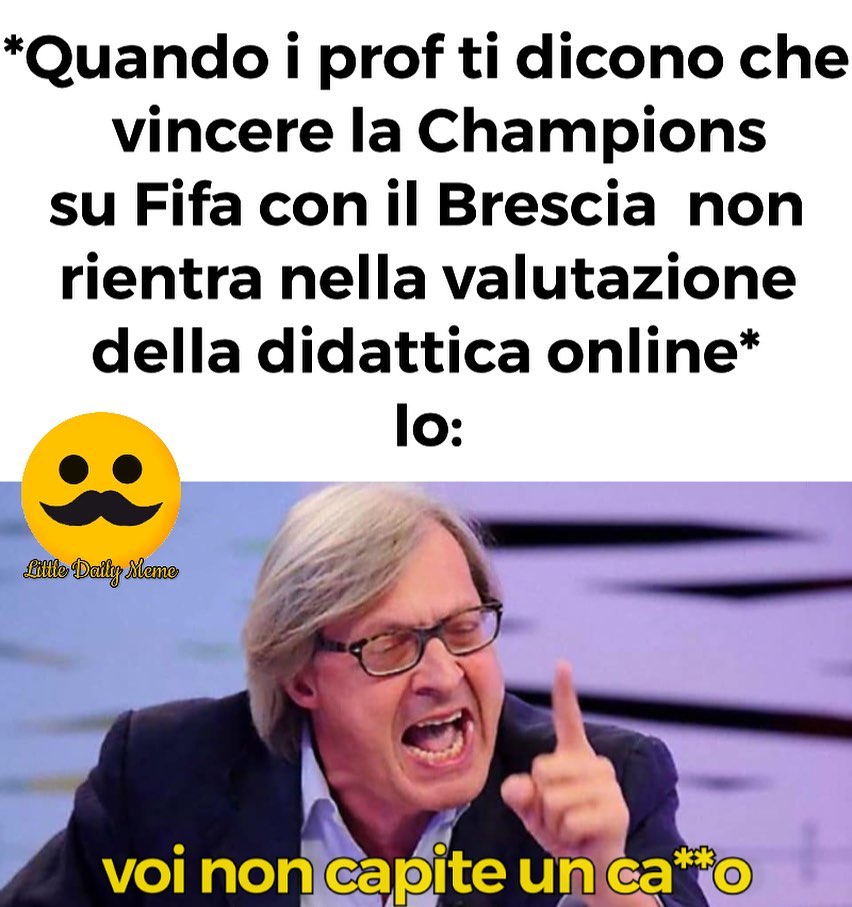 *Quando i prof ti dicono che
vincere la Champions
su Fifa con il Brescia non
rientra nella valutazione
della didattica online*
Io:
Little Daily Meme
voi non capite un ca**o